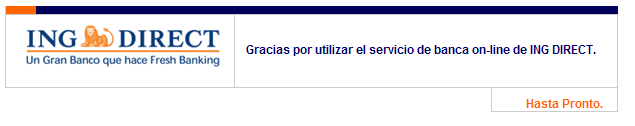 ING DIRECT
Un Gran Banco que hace Fresh Banking
Gracias por utilizar el servicio de banca on-line de ING DIRECT.
Hasta Pronto.